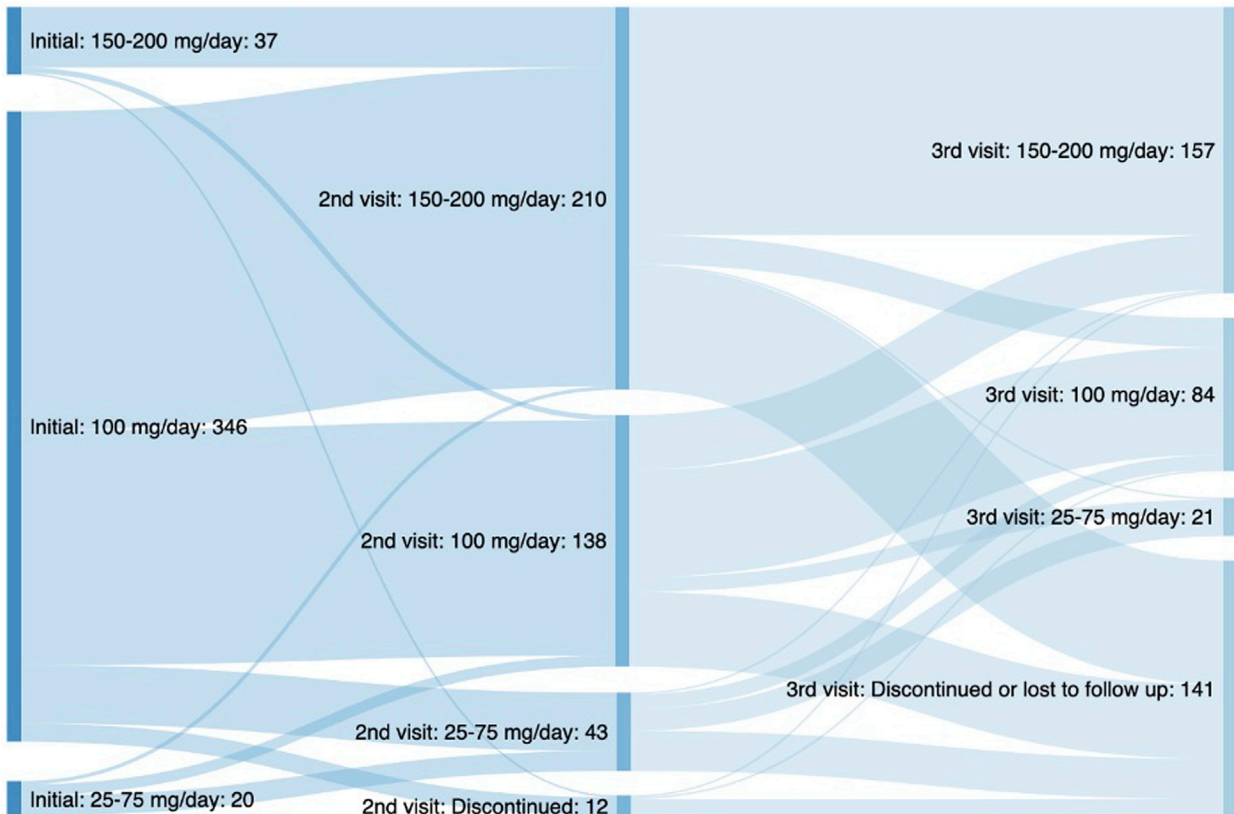 Initial: 150-200 mg/day: 37
Initial: 100 mg/day: 346
Initial: 25-75 mg/day: 20
2nd visit: 150-200 mg/day: 210
2nd visit: 100 mg/day: 138
2nd visit: 25-75 mg/day: 43
2nd visit: Discontinued: 12
3rd visit: 150-200 mg/day: 157
3rd visit: 100 mg/day: 84
3rd visit: 25-75 mg/day: 21
3rd visit: Discontinued or lost to follow up: 141